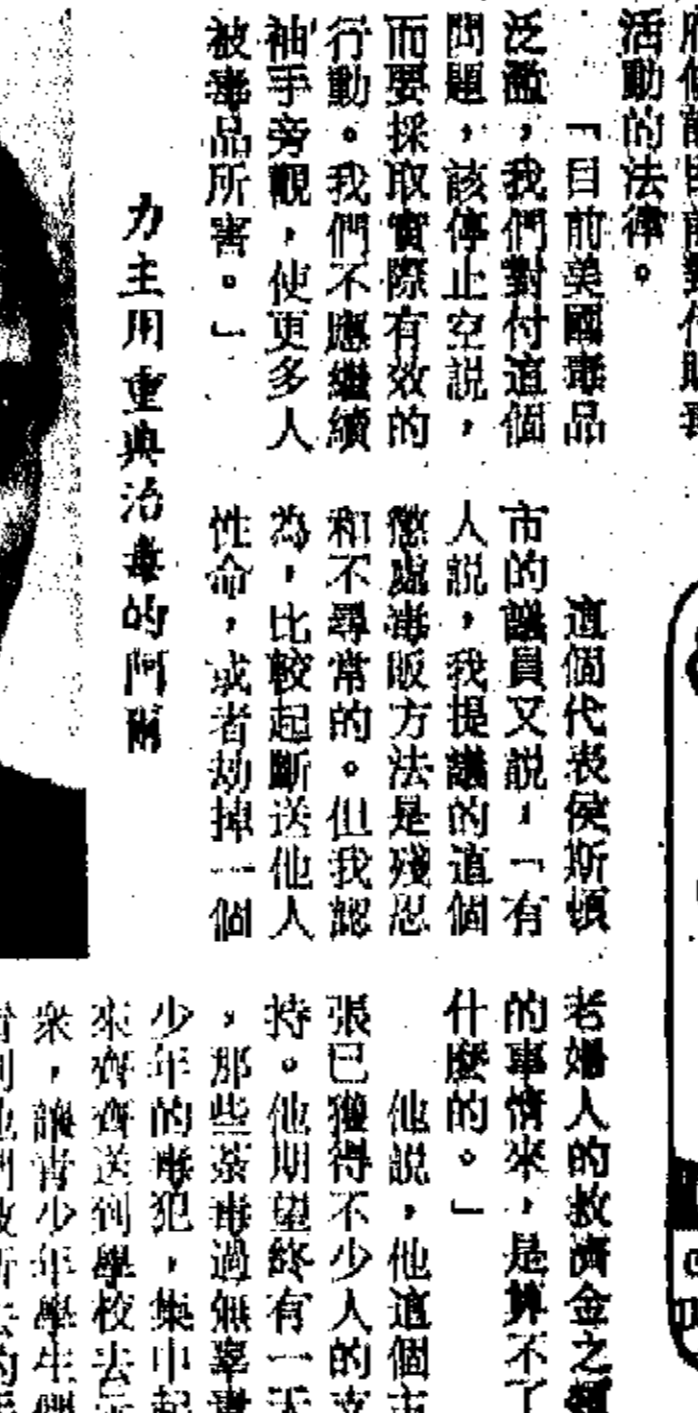 活動的法律。
「目前美國毒品
泛濫，我們對付這個
問題，該停止空説，
而要採取實際有效的
行動。我們不應繼續
袖手旁觀，使更多人
被毒品所害。」
力主用重典治毒的阿爾
這個代表侯斯頓
市的議員又説，「有
人説，我提議的這個
懲處毒販方法是殘忍
和不尋常的。但我認
為，比較起斷送他人
性命，或者劫掉一個
老婦人的救濟金之類
的事情來，是算不了
什麼的。」
他説，他這個主
張已獲得不少人的支
持。他期望終有一天
，那些荼毒過無辜青
少年的毒犯，集中起
來齊齊送到學校去示
眾，讓青少年學生們